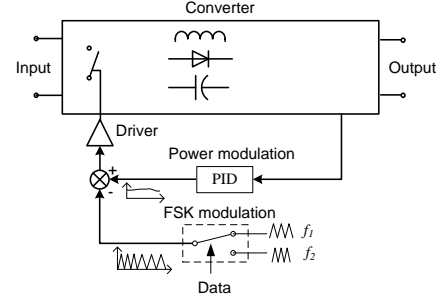 Converter
Input
Output
Driver
Power modulation
+
PID
-
FSK modulation
f1
f2
Data